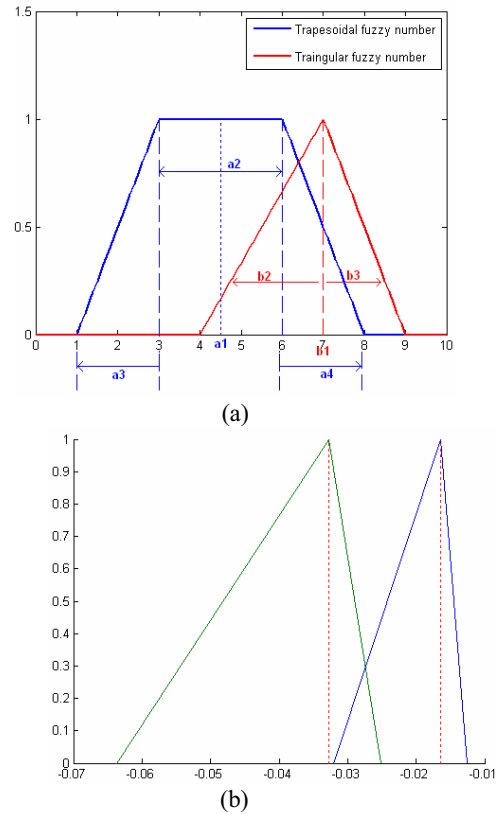 1.5
Trapesoidal fuzzy number
Traingular fuzzy number
1
a2
0.5
b2 b3
0
0 1 2 3 4 5 6 7 8 9 10
a1 b1
a3 a4
(a)
1
0.9
0.8
0.7
0.6
0.5
0.4
0.3
0.2
0.1
0
-0.07 -0.06 -0.05 -0.04 -0.03 -0.02 -0.01
(b)